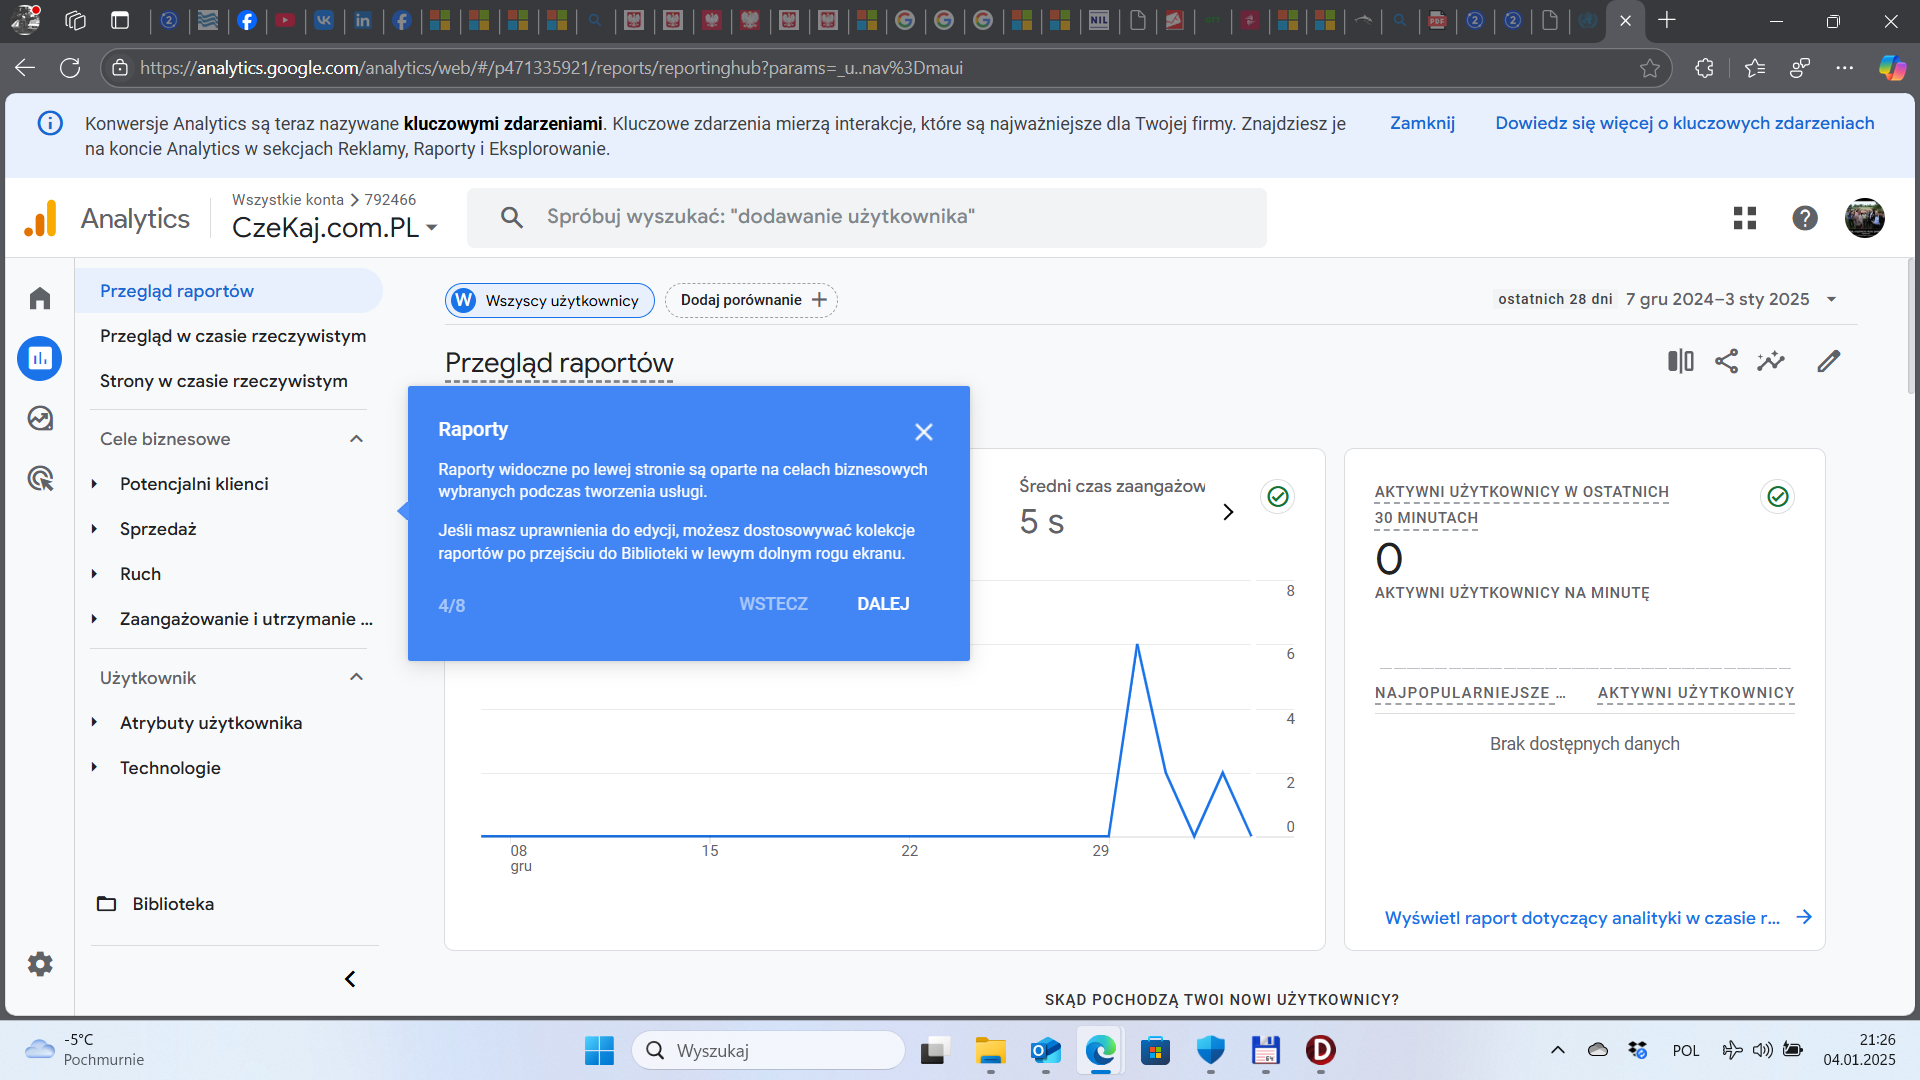 https://analytics.google.com/analytics/web/#/p471335921/reports/reportinghub?params=_u..nav%3Dmaui
Konwersje Analytics są teraz nazywane kluczowymi zdarzeniami. Kluczowe zdarzenia mierzą interakcje, które są najważniejsze dla Twojej firmy. Znajdziesz je
na koncie Analytics w sekcjach Reklamy, Raporty i Eksplorowanie.
Zamknij
Dowiedz się więcej o kluczowych zdarzeniach
Analytics
Wszystkie konta > 792466
CzeKaj.com.PL
Spróbuj wyszukać: "dodawanie użytkownika"
Przegląd raportów
Przegląd w czasie rzeczywistym
Strony w czasie rzeczywistym
Cele biznesowe
Potencjalni klienci
Sprzedaż
Ruch
Zaangażowanie i utrzymanie ...
Użytkownik
Atrybuty użytkownika
Technologie
Biblioteka
W Wszyscy użytkownicy
Dodaj porównanie +
ostatnich 28 dni 7 gru 2024–3 sty 2025
Przegląd raportów
Raporty
Raporty widoczne po lewej stronie są oparte na celach biznesowych
wybranych podczas tworzenia usługi.
Jeśli masz uprawnienia do edycji, możesz dostosowywać kolekcje
raportów po przejściu do Biblioteki w lewym dolnym rogu ekranu.
4/8
WSTECZ
DALEJ
Średni czas zaangażow
5 s
8
6
4
2
0
08
gru
15
22
29
AKTYWNI UŻYTKOWNICY W OSTATNICH
30 MINUTACH
0
AKTYWNI UŻYTKOWNICY NA MINUTĘ
NAJPOPULARNIEJSZE ...
AKTYWNI UŻYTKOWNICY
Brak dostępnych danych
Wyświetl raport dotyczący analityki w czasie r...
SKĄD POCHODZĄ TWOI NOWI UŻYTKOWNICY?
-5°C
Pochmurnie
Wyszukaj
POL
21:26
04.01.2025